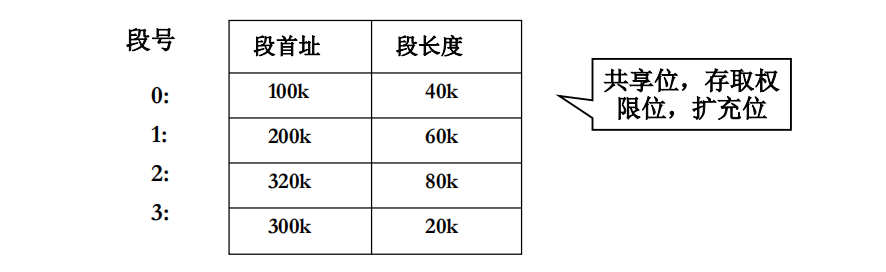 段号
段首址 段长度
0: 100k 40k
1: 200k 60k
2: 320k 80k
3: 300k 20k
共享位，存取权
限位，扩充位